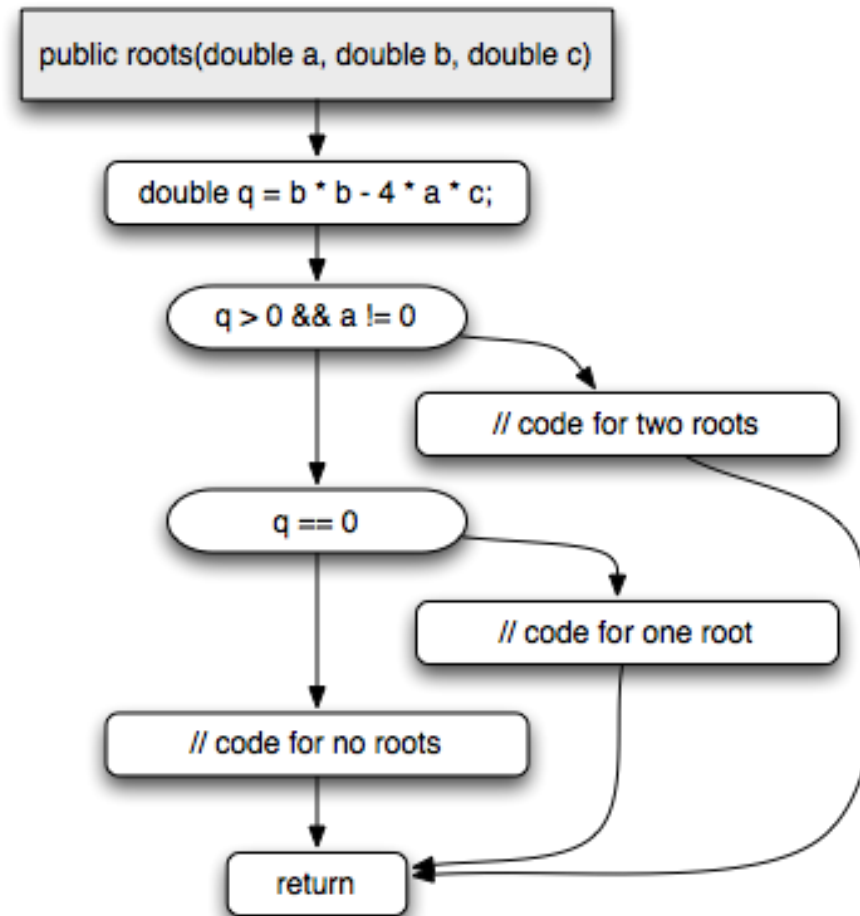 public roots(double a, double b, double c)
double q = b * b - 4 * a * c;
q > 0 && a != 0
// code for two roots
q == 0
// code for one root
// code for no roots
return